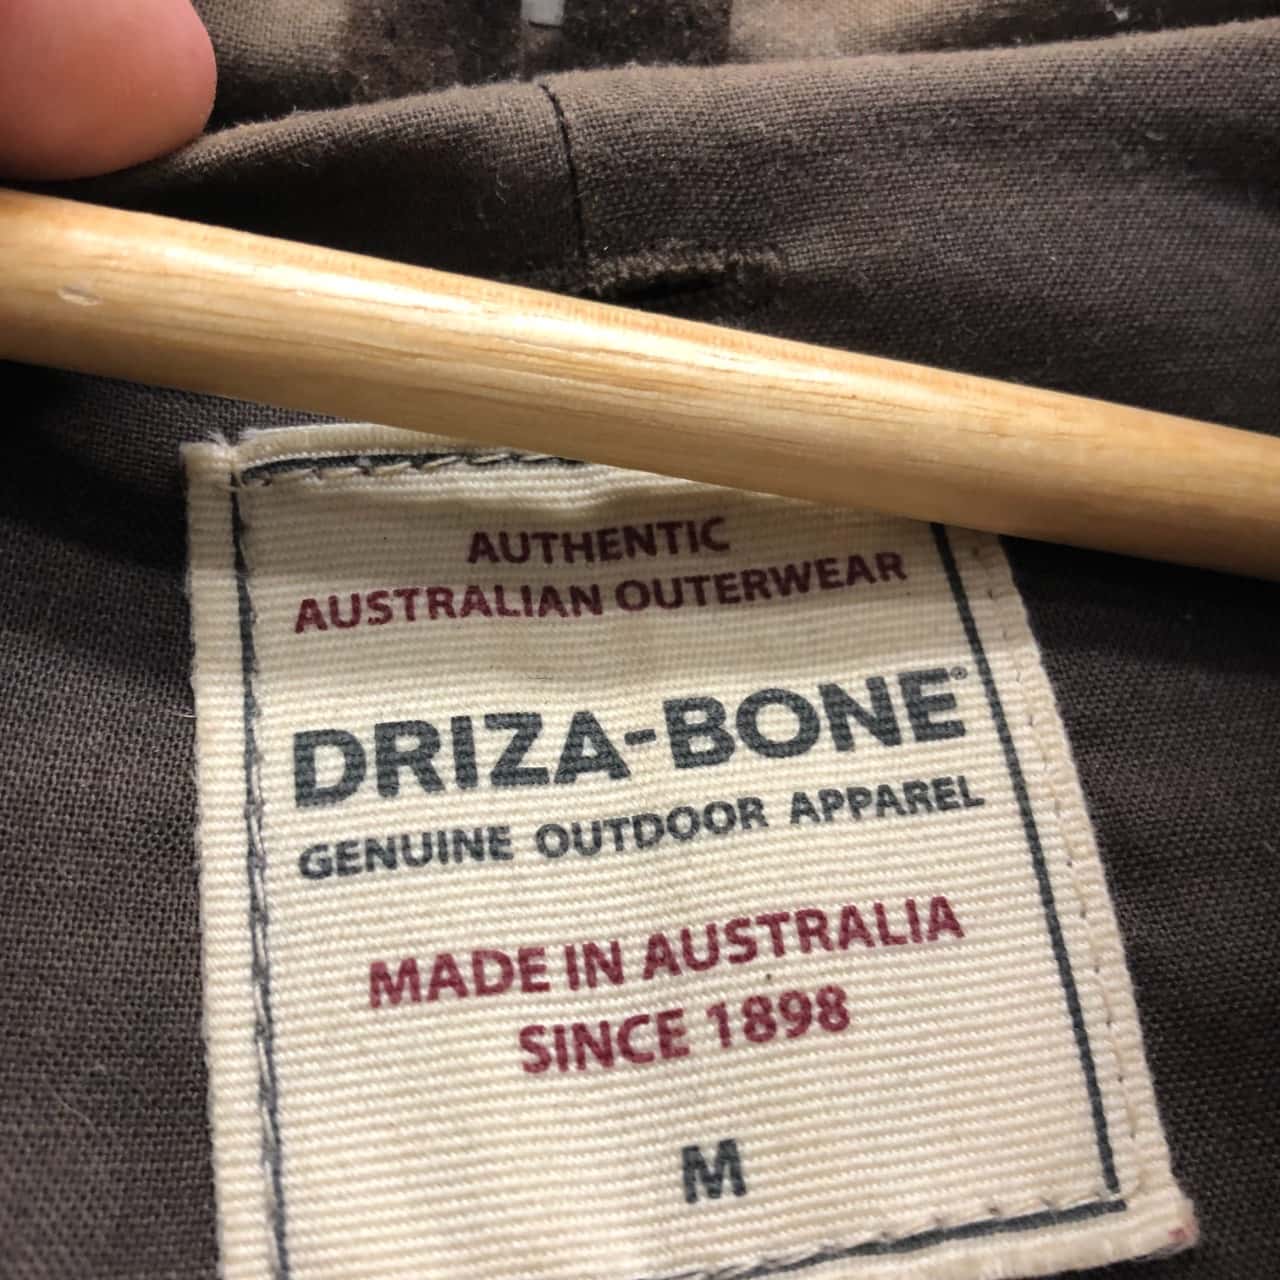 AUTHENTIC
AUSTRALIAN OUTERWEAR
DRIZA-BONE®
GENUINE OUTDOOR APPAREL
MADE IN AUSTRALIA
SINCE 1898
M